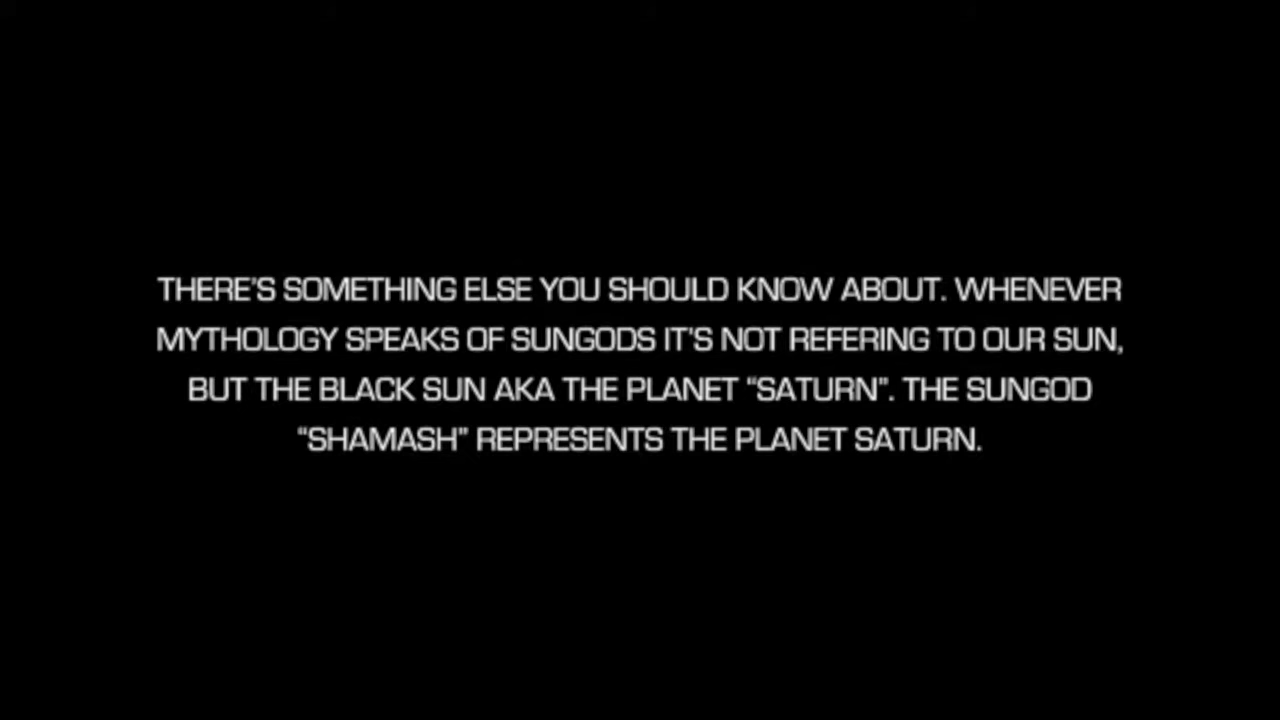 THERE'S SOMETHING ELSE YOU SHOULD KNOW ABOUT. WHENEVER
MYTHOLOGY SPEAKS OF SUNGODS IT'S NOT REFERING TO OUR SUN,
BUT THE BLACK SUN AKA THE PLANET “SATURN”. THE SUNGOD
“SHAMASH” REPRESENTS THE PLANET SATURN.